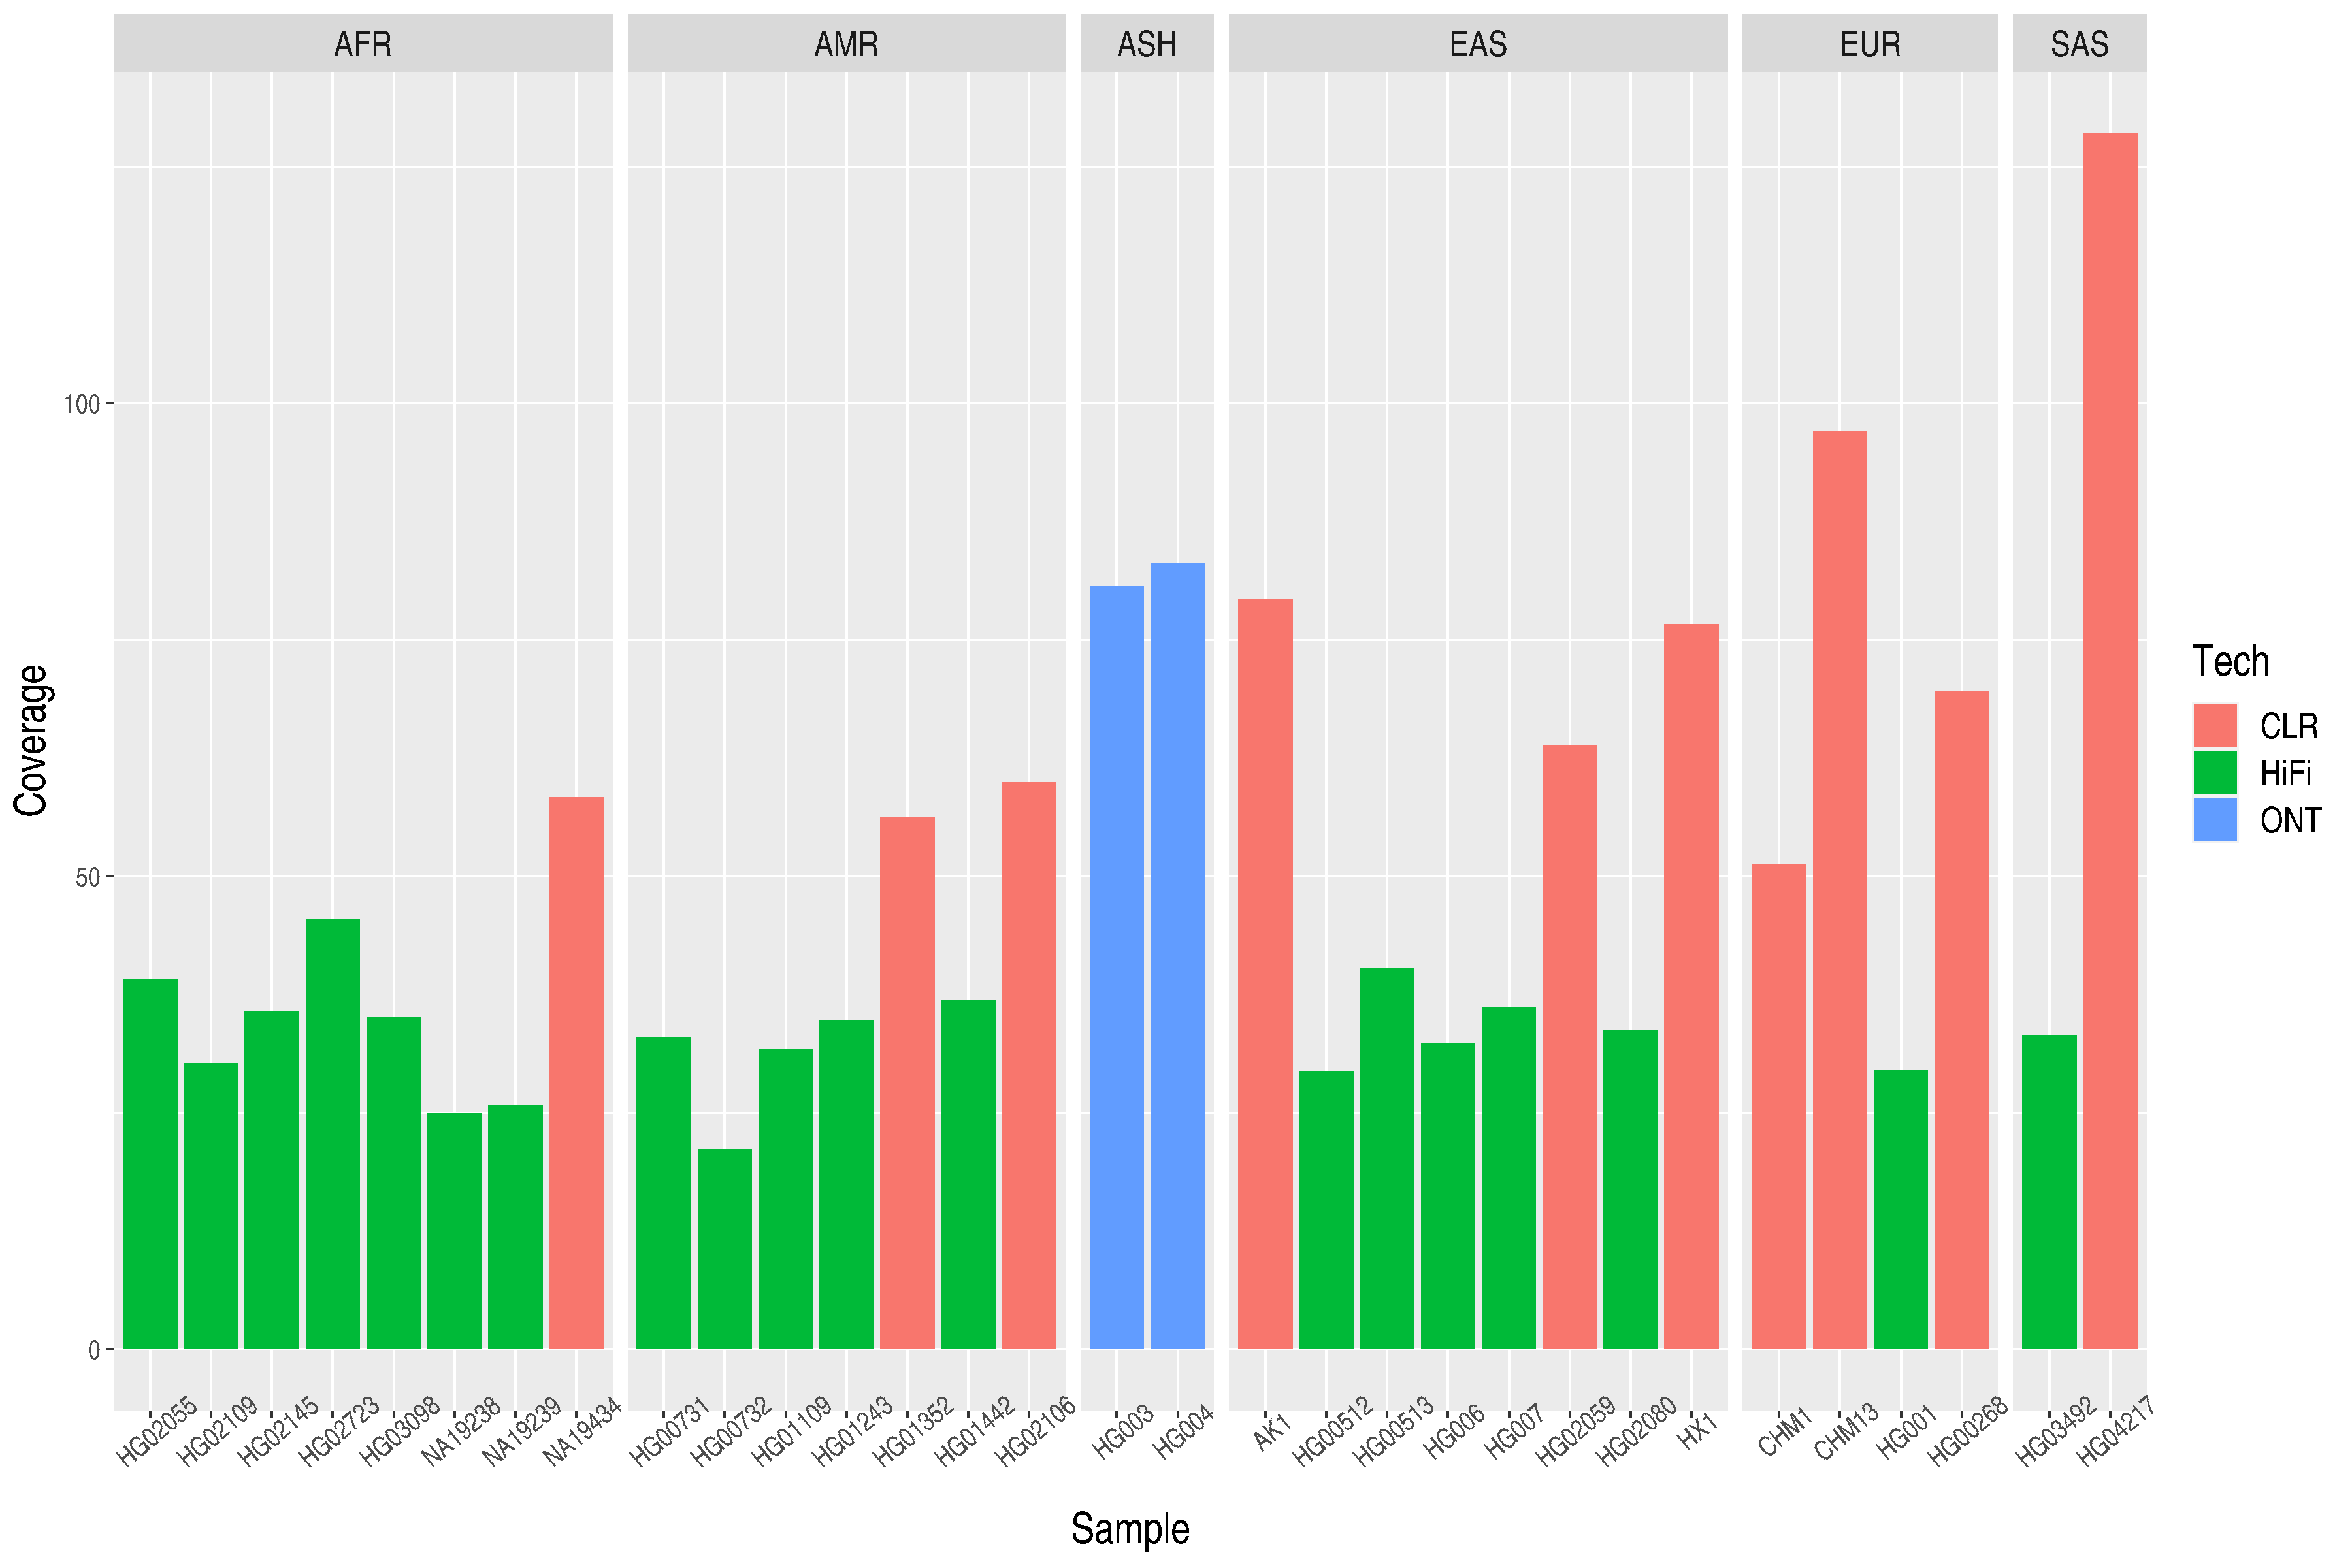 AFR AMR ASH EAS EUR SAS
100
50
0
Coverage
HG02055 HG02109 HG02145 HG02723 HG03098 NA19238 NA19239 NA19434 HG00731 HG00732 HG01109 HG01243 HG01352 HG01442 HG02106 HG003 HG004 AK1 HG00512 HG00513 HG006 HG007 HG02059 HG02080 HX1 CHM1 CHM13 HG001 HG00268 HG03492 HG04217
Sample
Tech
CLR
HiFi
ONT